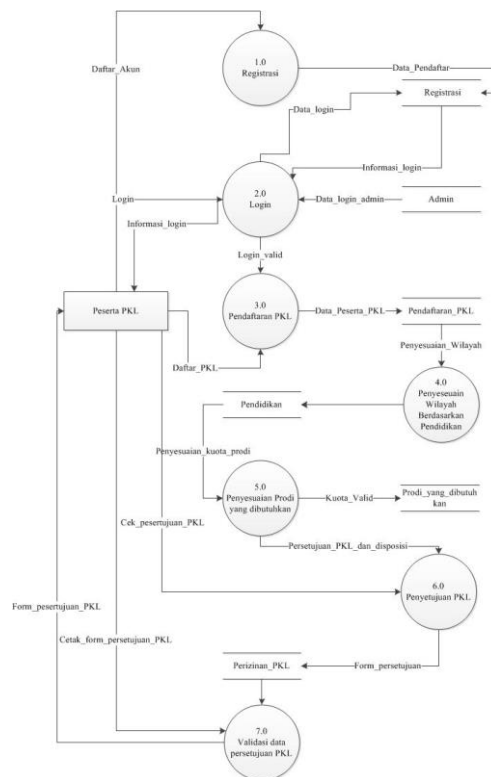 1.0
Registrasi
Daftar_Akun
Data_Pendaftar
Registrasi
Data_login
Informasi_login
2.0
Login
Login
Data_login_admin
Admin
Informasi_login
Login_valid
Peserta PKL
3.0
Pendaftaran PKL
Data_Peserta_PKL
Pendaftaran_PKL
Daftar_PKL
Penyesuaian_Wilayah
4.0
Penyeseuain
Wilayah
Berdasarkan
Pendidikan
Pendidikan
Penyesuaian_kuota_prodi
5.0
Penyesuaian Prodi
yang dibutuhkan
Kuota_Valid
Prodi_yang_dibutuh
kan
Cek_pesertujuan_PKL
Persetujuan_PKL_dan_disposisi
6.0
Penyetujuan PKL
Form_pesertujuan_PKL
Cetak_form_persetujuan_PKL
Perizinan_PKL
Form_persetujuan
7.0
Validasi data
persetujuan PKL